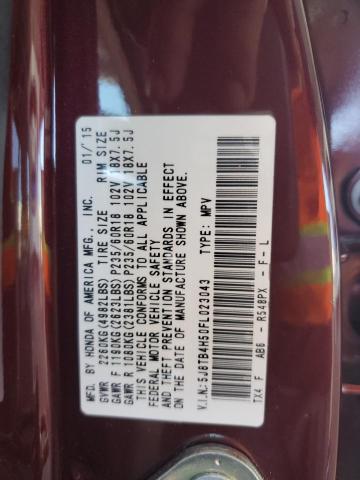 MFD. BY HONDA OF AMERICA MFG., INC. 01/'15
GVWR 2260KG(4982LBS) TIRE SIZE RIM SIZE
GAWR F 1190KG(2623LBS)P235/60R18 102V 18X7.5J
GAWR R 1080KG(2381LBS)P235/60R18 102V 18X7.5J
THIS VEHICLE CONFORMS TO ALL APPLICABLE
FEDERAL MOTOR VEHICLE SAFETY
AND THEFT PREVENTION STANDARDS IN EFFECT
ON THE DATE OF MANUFACTURE SHOWN ABOVE.
V.I.N:5J8TB4H50FL023043 TYPE: MPV
TX4 F AB6 - R548PX - F - L